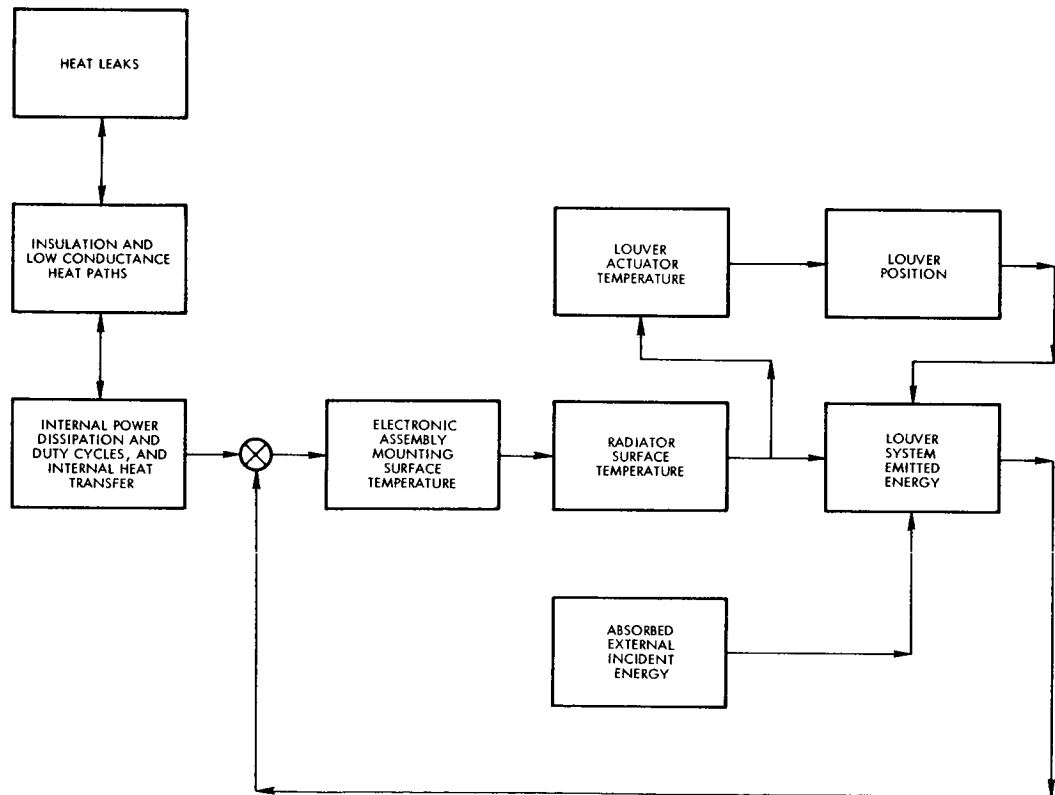 HEAT LEAKS
INSULATION AND
LOW CONDUCTANCE
HEAT PATHS
LOUVER
ACTUATOR
TEMPERATURE
LOUVER
POSITION
INTERNAL POWER
DISSIPATION AND
DUTY CYCLES, AND
INTERNAL HEAT
TRANSFER
ELECTRONIC
ASSEMBLY
MOUNTING
SURFACE
TEMPERATURE
RADIATOR
SURFACE
TEMPERATURE
LOUVER
SYSTEM
EMITTED
ENERGY
ABSORBED
EXTERNAL
INCIDENT
ENERGY